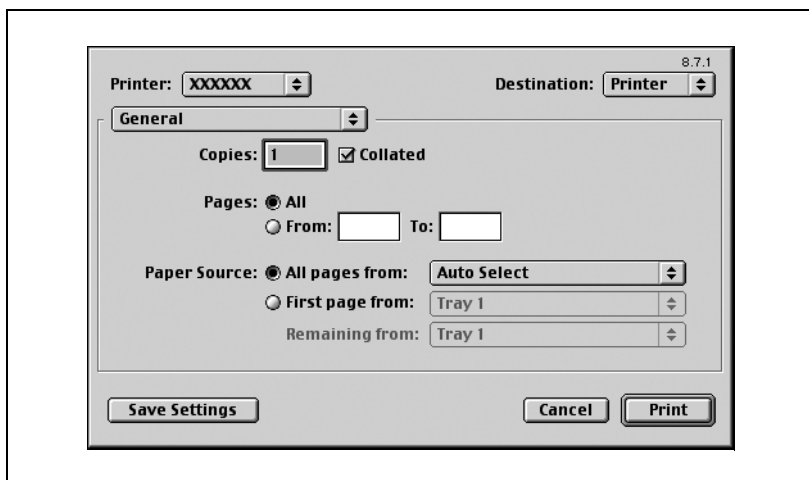 8.7.1
Printer: XXXXXX Destination: Printer
General
Copies: 1 Collated
Pages: All
From: To:
Paper Source: All pages from: Auto Select
First page from: Tray 1
Remaining from: Tray 1
Save Settings Cancel Print